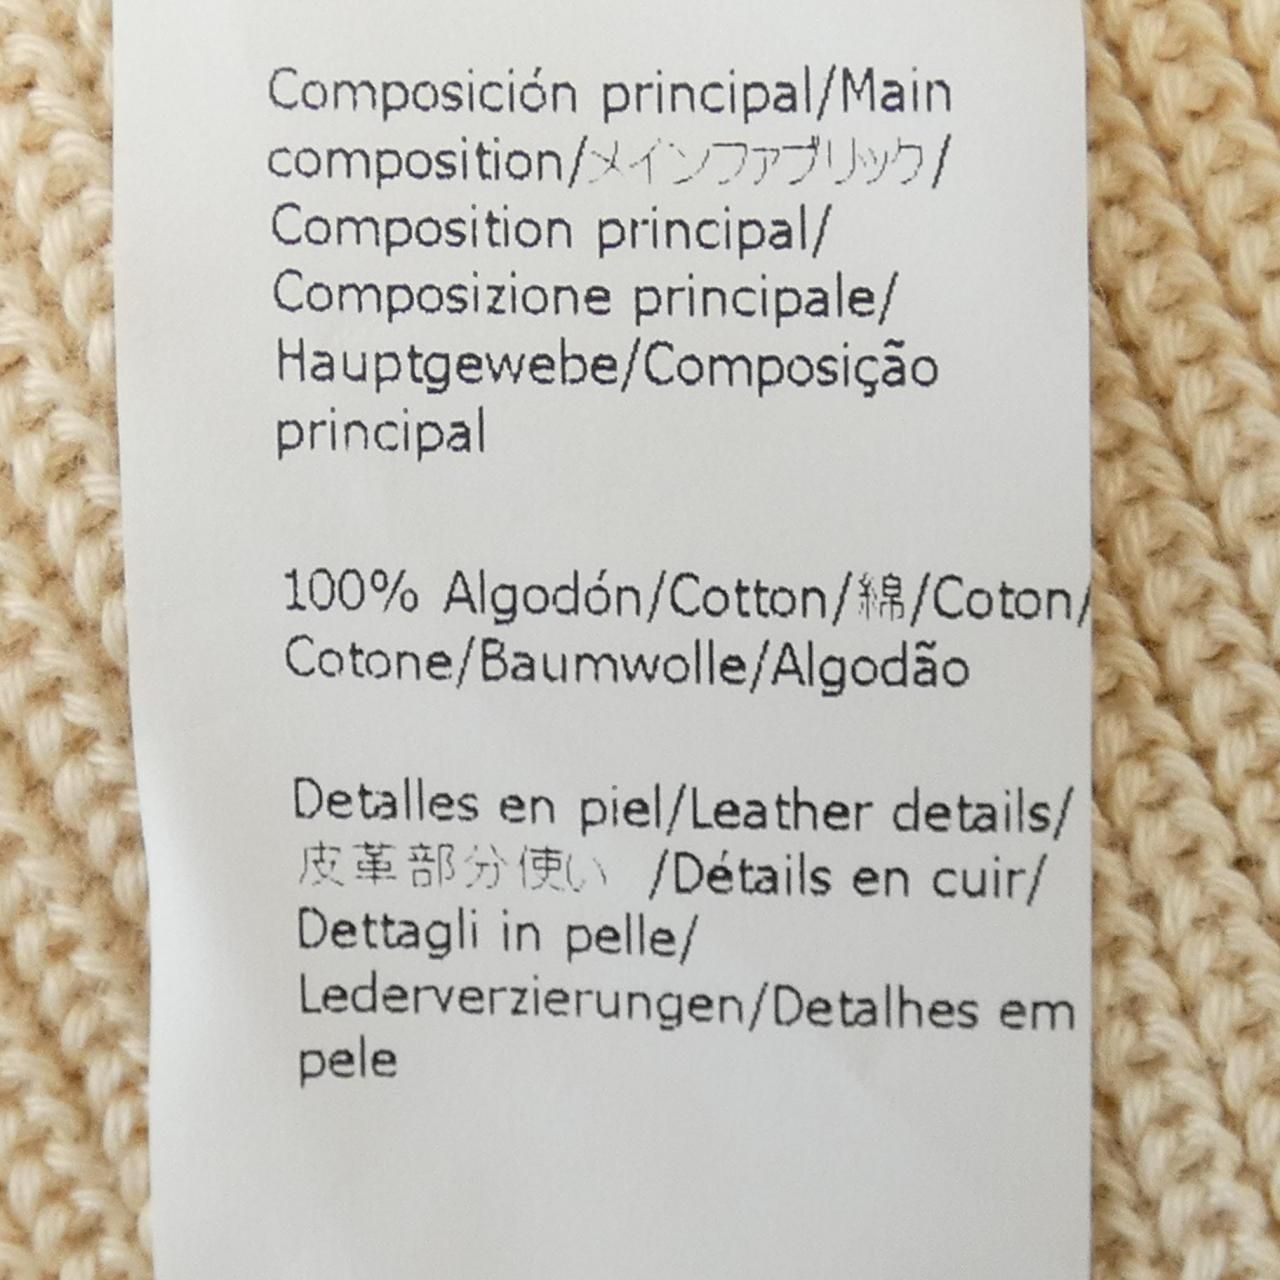 Composición principal/Main
composition/メインファブリック/
Composition principal/
Composizione principale/
Hauptgewebe/Composição
principal
100% Algodón/Cotton/綿/Coton/
Cotone/Baumwolle/Algodão
Detalles en piel/Leather details/
皮革部分使い /Détails en cuir/
Dettagli in pelle/
Lederverzierungen/Detalhes em
pele